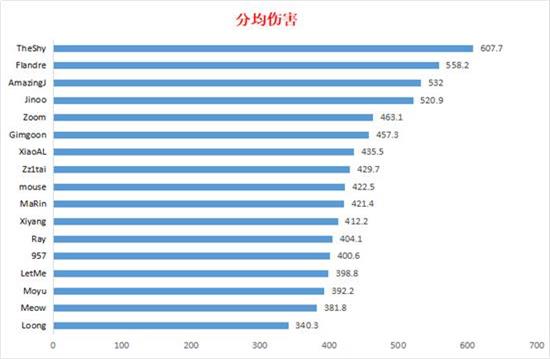 分均伤害
TheShy 607.7
Flandre 558.2
AmazingJ 532
Jinoo 520.9
Zoom 463.1
Gimgoon 457.3
XiaoAL 435.5
Zz1tai 429.7
mouse 422.5
MaRin 421.4
Xiyang 412.2
Ray 404.1
957 400.6
LetMe 398.8
Moyu 392.2
Meow 381.8
Loong 340.3
0 100 200 300 400 500 600 700